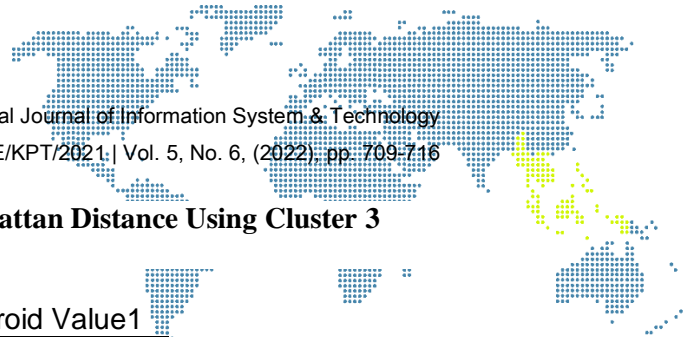 al Journal of Information System & Technology
E/KPT/2021 | Vol. 5, No. 6, (2022), pp. 709-716
attan Distance Using Cluster 3
roid Value1